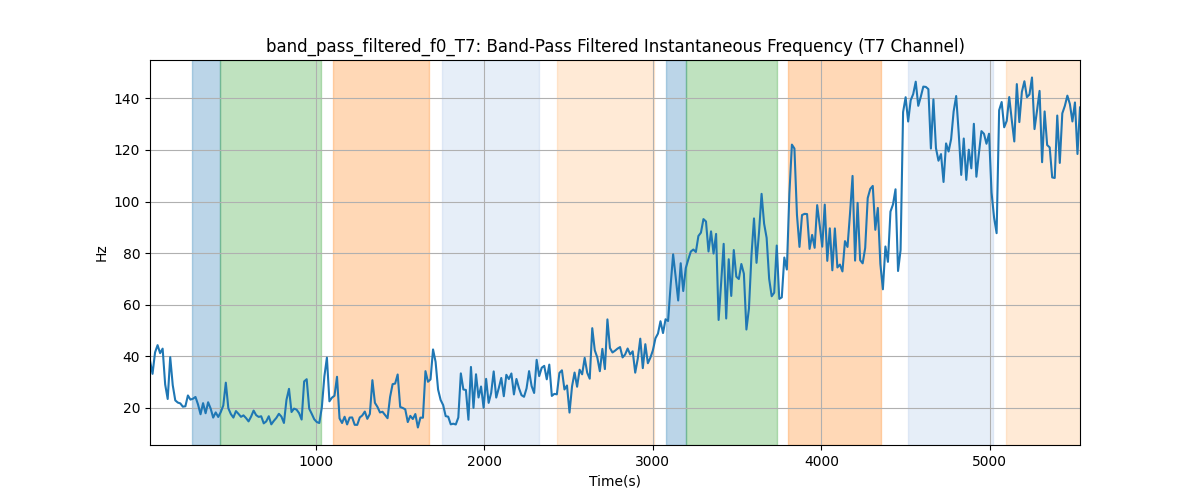 band_pass_filtered_f0_T7: Band-Pass Filtered Instantaneous Frequency (T7 Channel)
140
120
100
80
60
40
20
Hz
1000 2000 3000 4000 5000
Time(s)